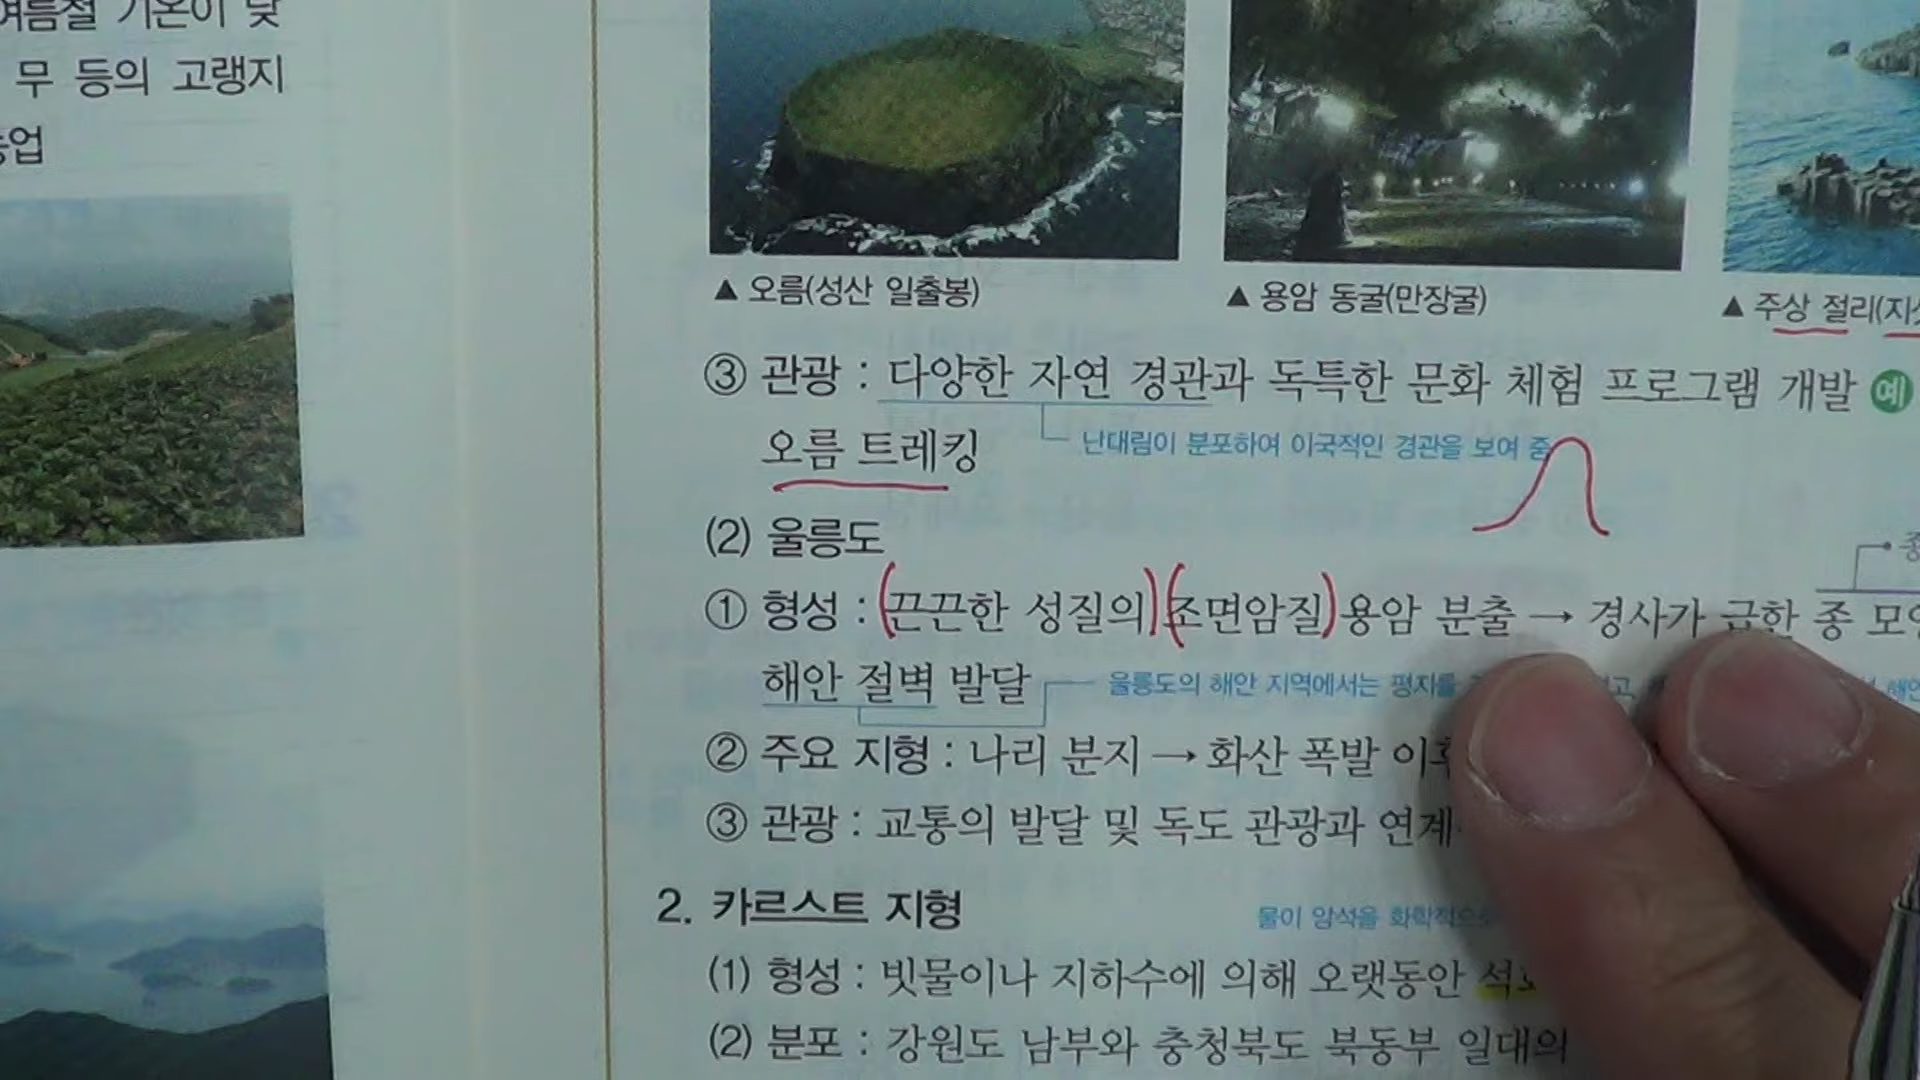 여름철 기온이 낮
무 등의 고랭지
농업
▲ 오름(성산 일출봉)
▲ 용암 동굴(만장굴)
▲ 주상 절리(지삿
③ 관광 : 다양한 자연 경관과 독특한 문화 체험 프로그램 개발 예
난대림이 분포하여 이국적인 경관을 보여 줌
오름 트레킹
(2) 울릉도
종
① 형성 : 끈끈한 성질의 조면암질 용암 분출 → 경사가 급한 종 모양
해안 절벽 발달
울릉도의 해안 지역에서는 평지를
② 주요 지형 : 나리 분지 → 화산 폭발 이후
③ 관광 : 교통의 발달 및 독도 관광과 연계
2. 카르스트 지형
물이 암석을 화학적으로
(1) 형성 : 빗물이나 지하수에 의해 오랫동안
(2) 분포 : 강원도 남부와 충청북도 북동부 일대의